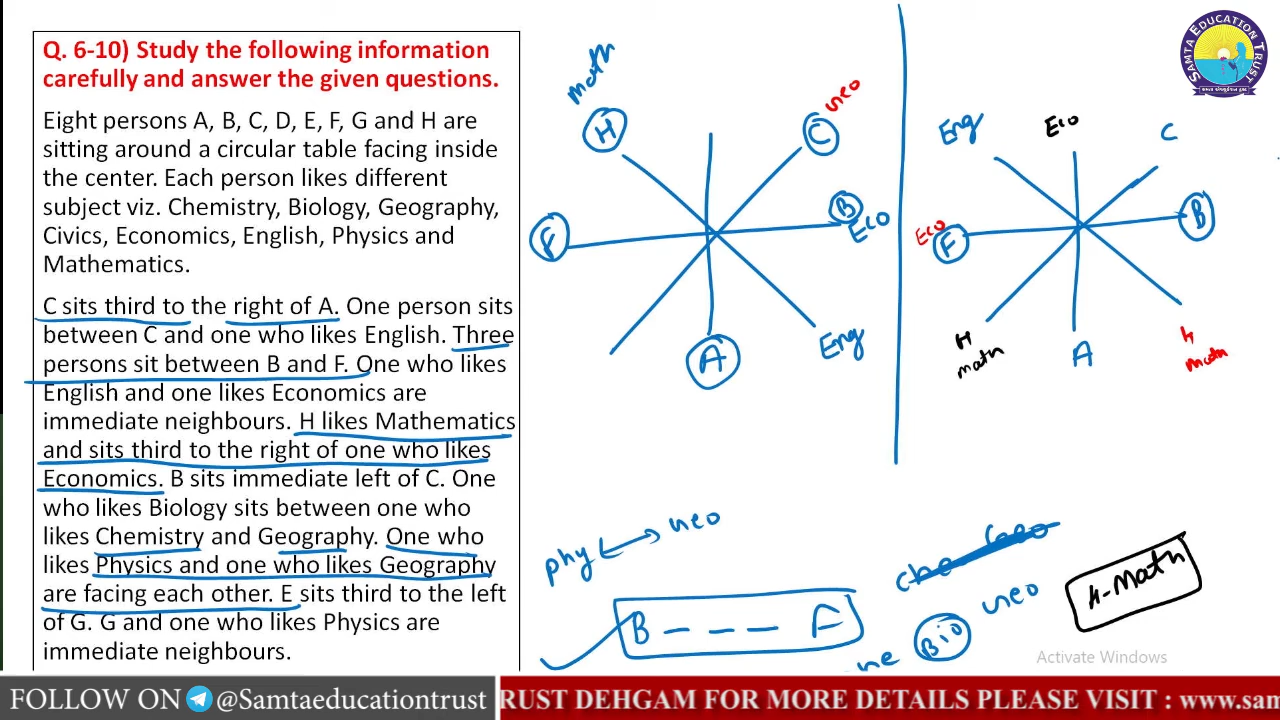 Q. 6-10) Study the following information
carefully and answer the given questions.
Eight persons A, B, C, D, E, F, G and H are
sitting around a circular table facing inside
the center. Each person likes different
subject viz. Chemistry, Biology, Geography,
Civics, Economics, English, Physics and
Mathematics.
C sits third to the right of A. One person sits
between C and one who likes English. Three
persons sit between B and F. One who likes
English and one likes Economics are
immediate neighbours. H likes Mathematics
and sits third to the right of one who likes
Economics. B sits immediate left of C. One
who likes Biology sits between one who
likes Chemistry and Geography. One who
likes Physics and one who likes Geography
are facing each other. E sits third to the left
of G. G and one who likes Physics are
immediate neighbours.
math
H
C
B
Eco
F
A
Eng
Eng
Eco
C
Eco
F
B
H
math
A
H
math
phy
B - - - - F
Bio
H-Math
SAMTA EDUCATION TRUST
Activate Windows
FOLLOW ON @Samtaeducationtrust
RUST DEHGAM FOR MORE DETAILS PLEASE VISIT : www.sam